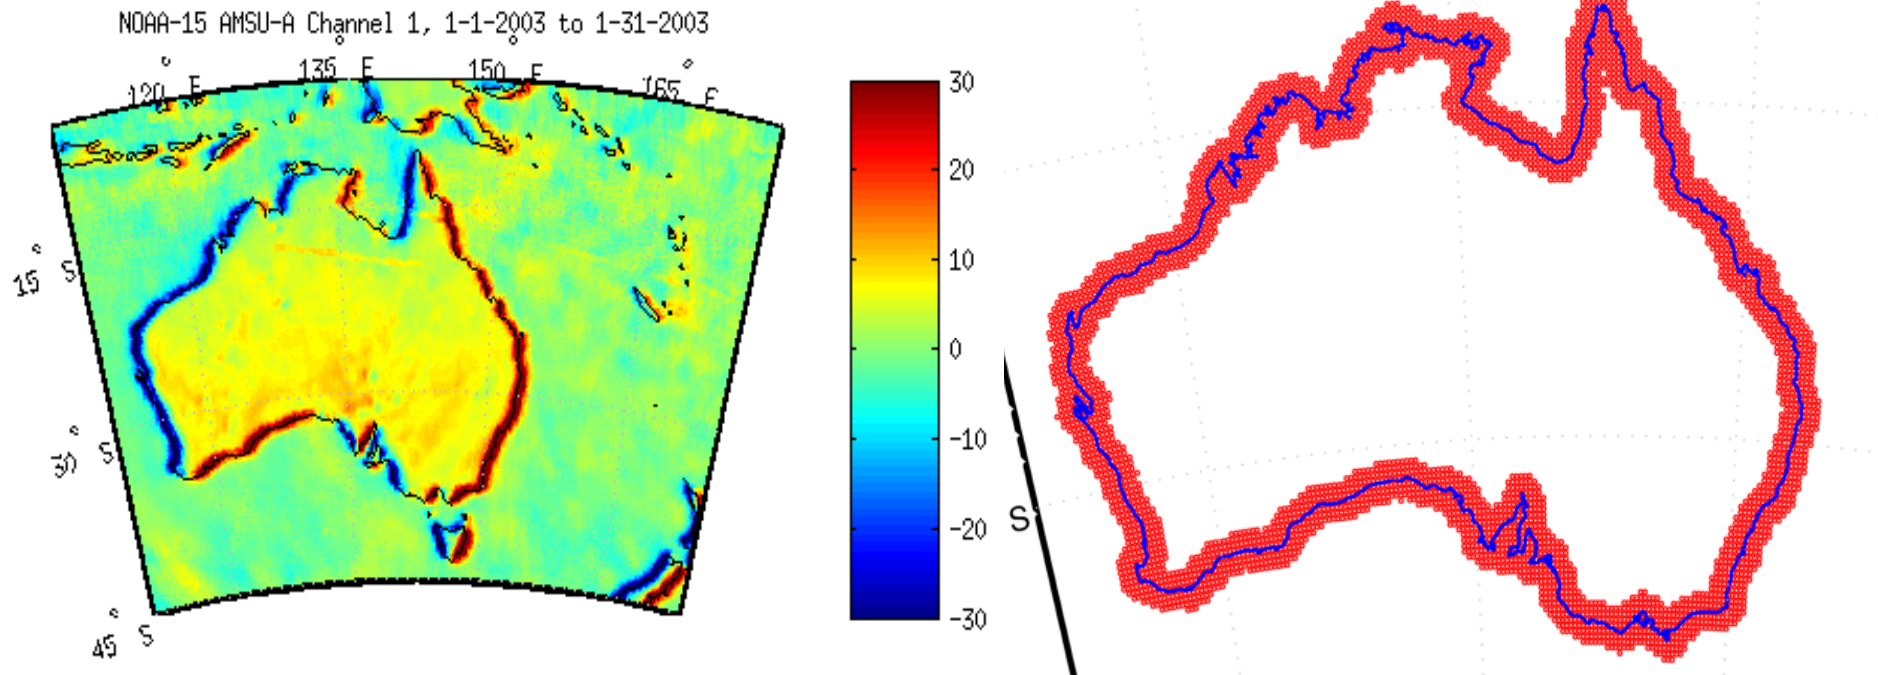 NOAA-15 AMSU-A Channel 1, 1-1-2003 to 1-31-2003
120° E
135° E
150° E
165° E
15° S
30° S
45° S
30
20
10
0
-10
-20
-30
S